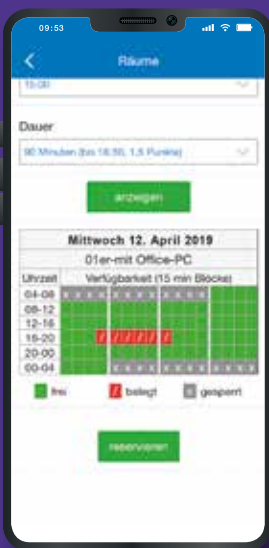 09:53
Räume
15:00
Dauer
90 Minuten (bis 16:30, 1,5 Punkte)
anzeigen
Mittwoch 12. April 2019
01er-mit Office-PC
Uhrzeit Verfügbarkeit (15 min Blöcke)
04-08 x x x x x x x x x x x x
08-12
12-16
16-20 / / / / / /
20-00
00-04 x x x x x x x x x x x x
frei / belegt x gesperrt
reservieren